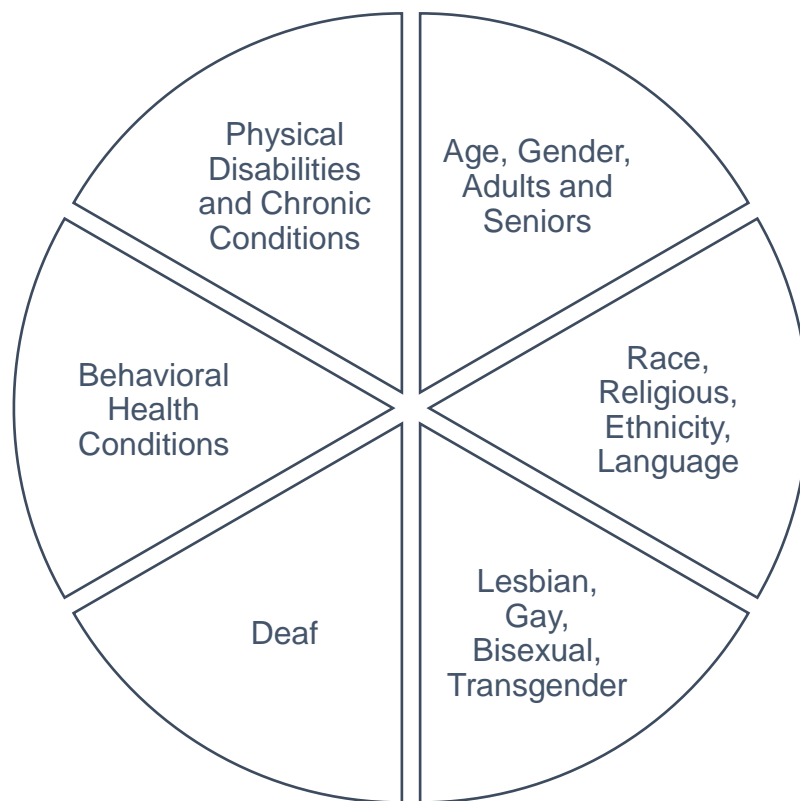 Physical
Disabilities
and Chronic
Conditions
Age, Gender,
Adults and
Seniors
Behavioral
Health
Conditions
Race,
Religious,
Ethnicity,
Language
Deaf
Lesbian,
Gay,
Bisexual,
Transgender